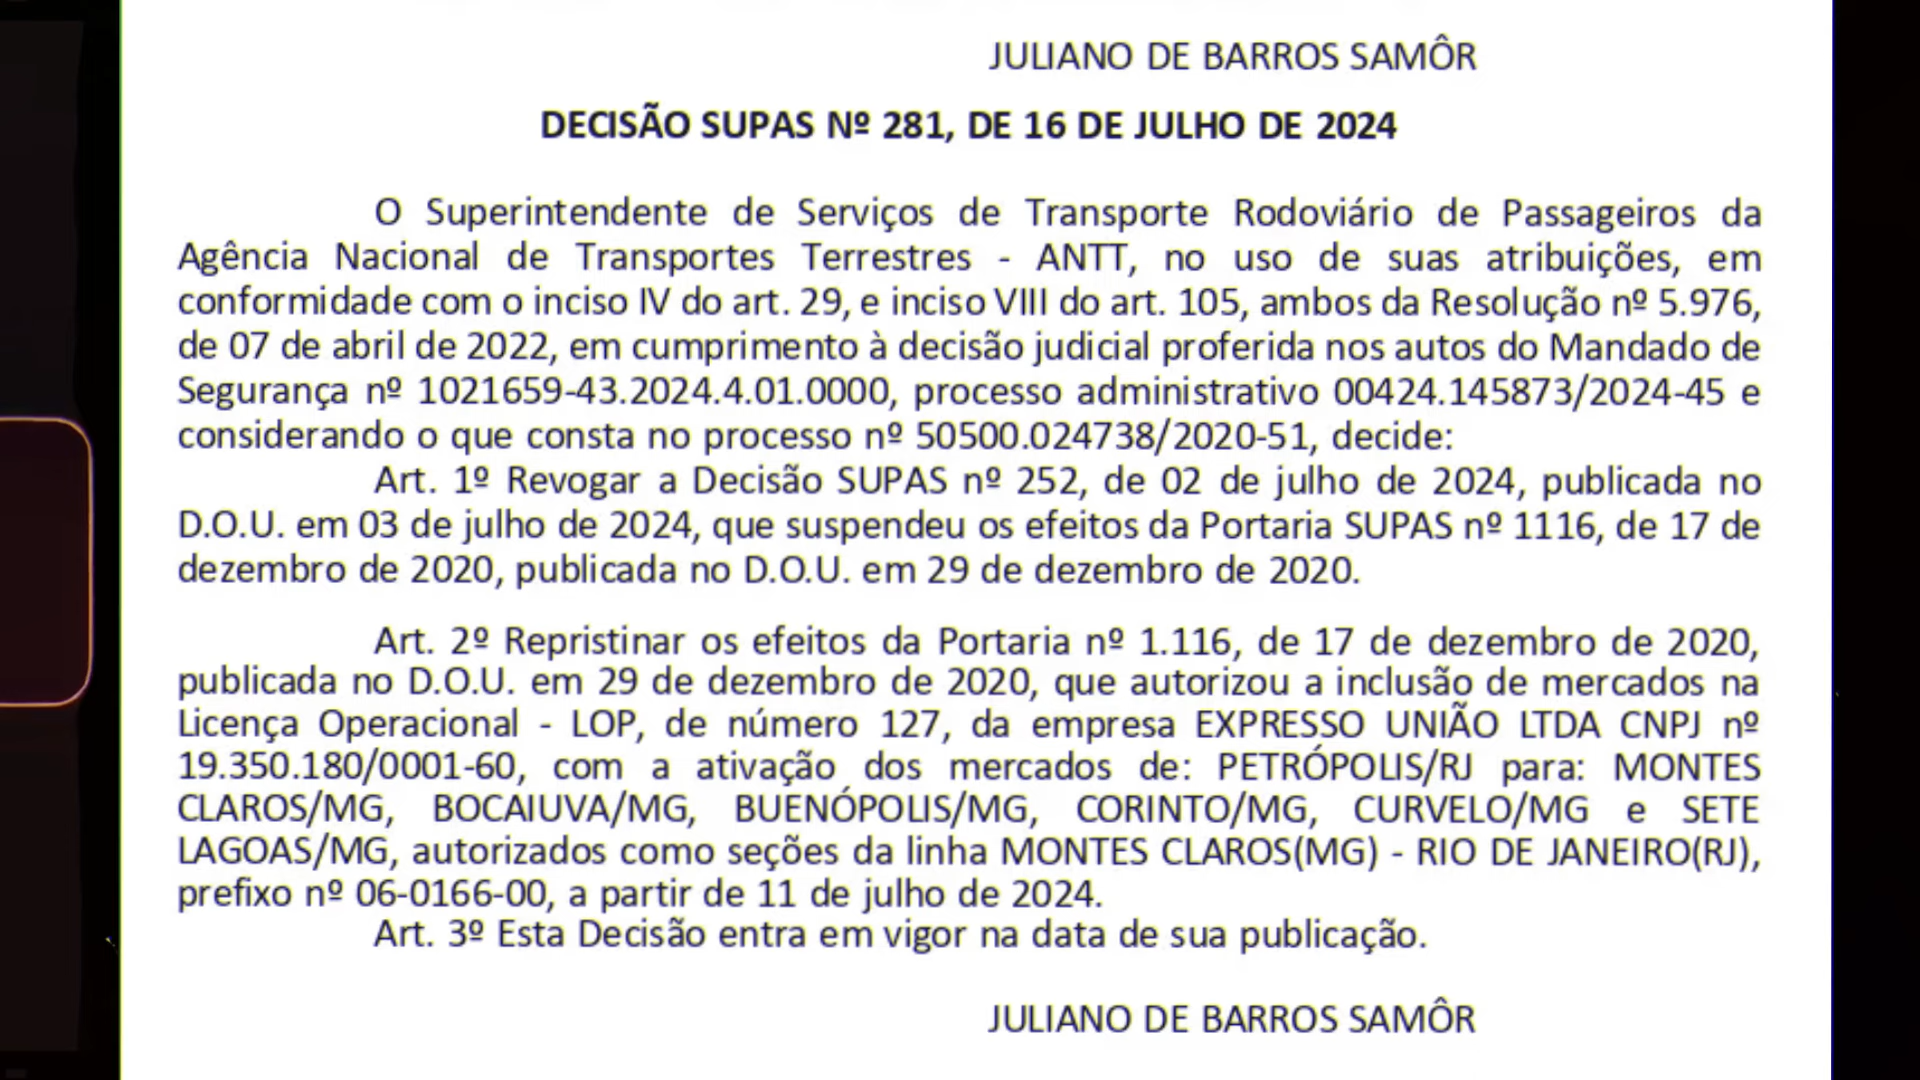 JULIANO DE BARROS SAMÔR
DECISÃO SUPAS Nº 281, DE 16 DE JULHO DE 2024
O Superintendente de Serviços de Transporte Rodoviário de Passageiros da
Agência Nacional de Transportes Terrestres - ANTT, no uso de suas atribuições, em
conformidade com o inciso IV do art. 29, e inciso VIII do art. 105, ambos da Resolução nº 5.976,
de 07 de abril de 2022, em cumprimento à decisão judicial proferida nos autos do Mandado de
Segurança nº 1021659-43.2024.4.01.0000, processo administrativo 00424.145873/2024-45 e
considerando o que consta no processo nº 50500.024738/2020-51, decide:
Art. 1º Revogar a Decisão SUPAS nº 252, de 02 de julho de 2024, publicada no
D.O.U. em 03 de julho de 2024, que suspendeu os efeitos da Portaria SUPAS nº 1116, de 17 de
dezembro de 2020, publicada no D.O.U. em 29 de dezembro de 2020.
Art. 2º Repristinar os efeitos da Portaria nº 1.116, de 17 de dezembro de 2020,
publicada no D.O.U. em 29 de dezembro de 2020, que autorizou a inclusão de mercados na
Licença Operacional - LOP, de número 127, da empresa EXPRESSO UNIÃO LTDA CNPJ nº
19.350.180/0001-60, com a ativação dos mercados de: PETRÓPOLIS/RJ para: MONTES
CLAROS/MG, BOCAIUVA/MG, BUENÓPOLIS/MG, CORINTO/MG, CURVELO/MG e SETE
LAGOAS/MG, autorizados como seções da linha MONTES CLAROS(MG) - RIO DE JANEIRO(RJ),
prefixo nº 06-0166-00, a partir de 11 de julho de 2024.
Art. 3º Esta Decisão entra em vigor na data de sua publicação.
JULIANO DE BARROS SAMÔR